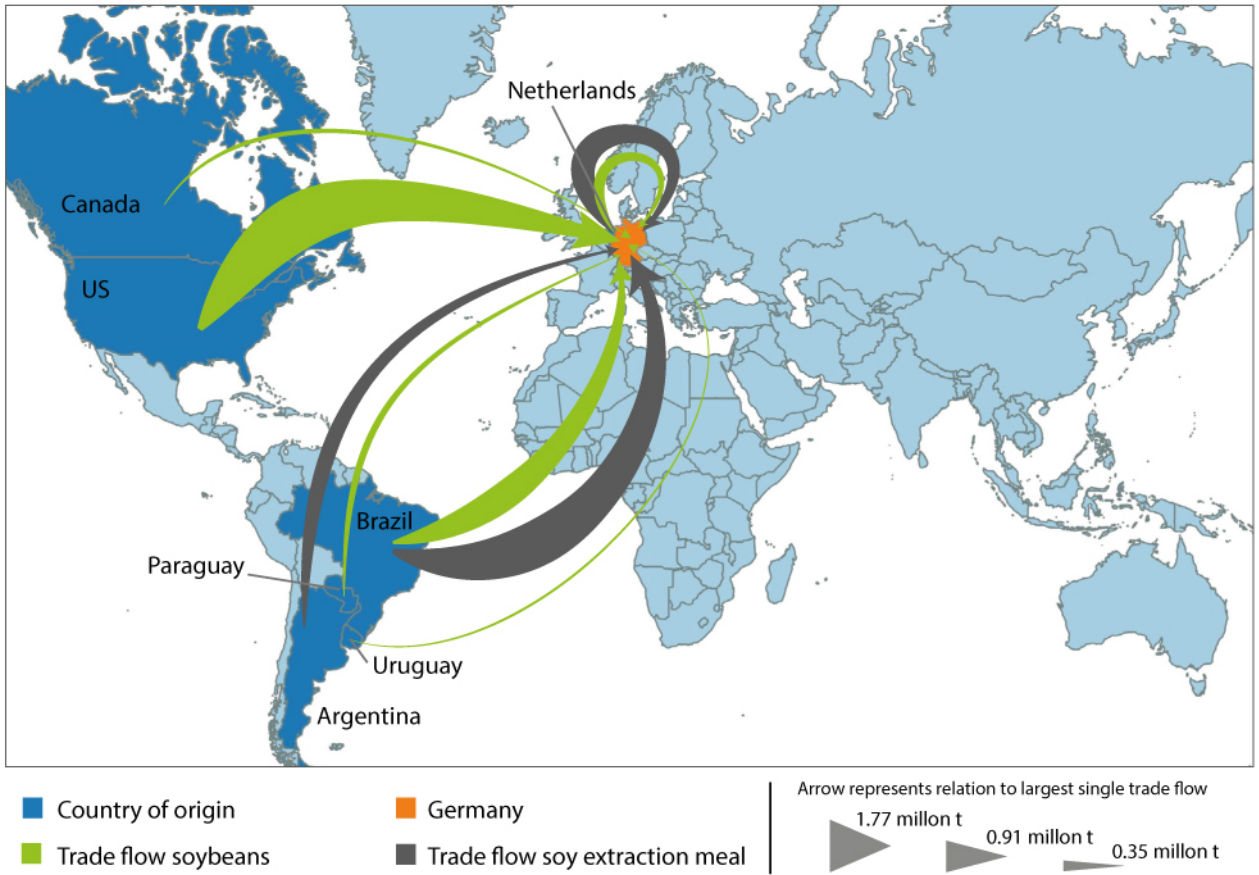 Netherlands
Canada
US
Brazil
Paraguay
Uruguay
Argentina
Country of origin
Germany
Trade flow soybeans
Trade flow soy extraction meal
Arrow represents relation to largest single trade flow
1.77 millon t
0.91 millon t
0.35 millon t